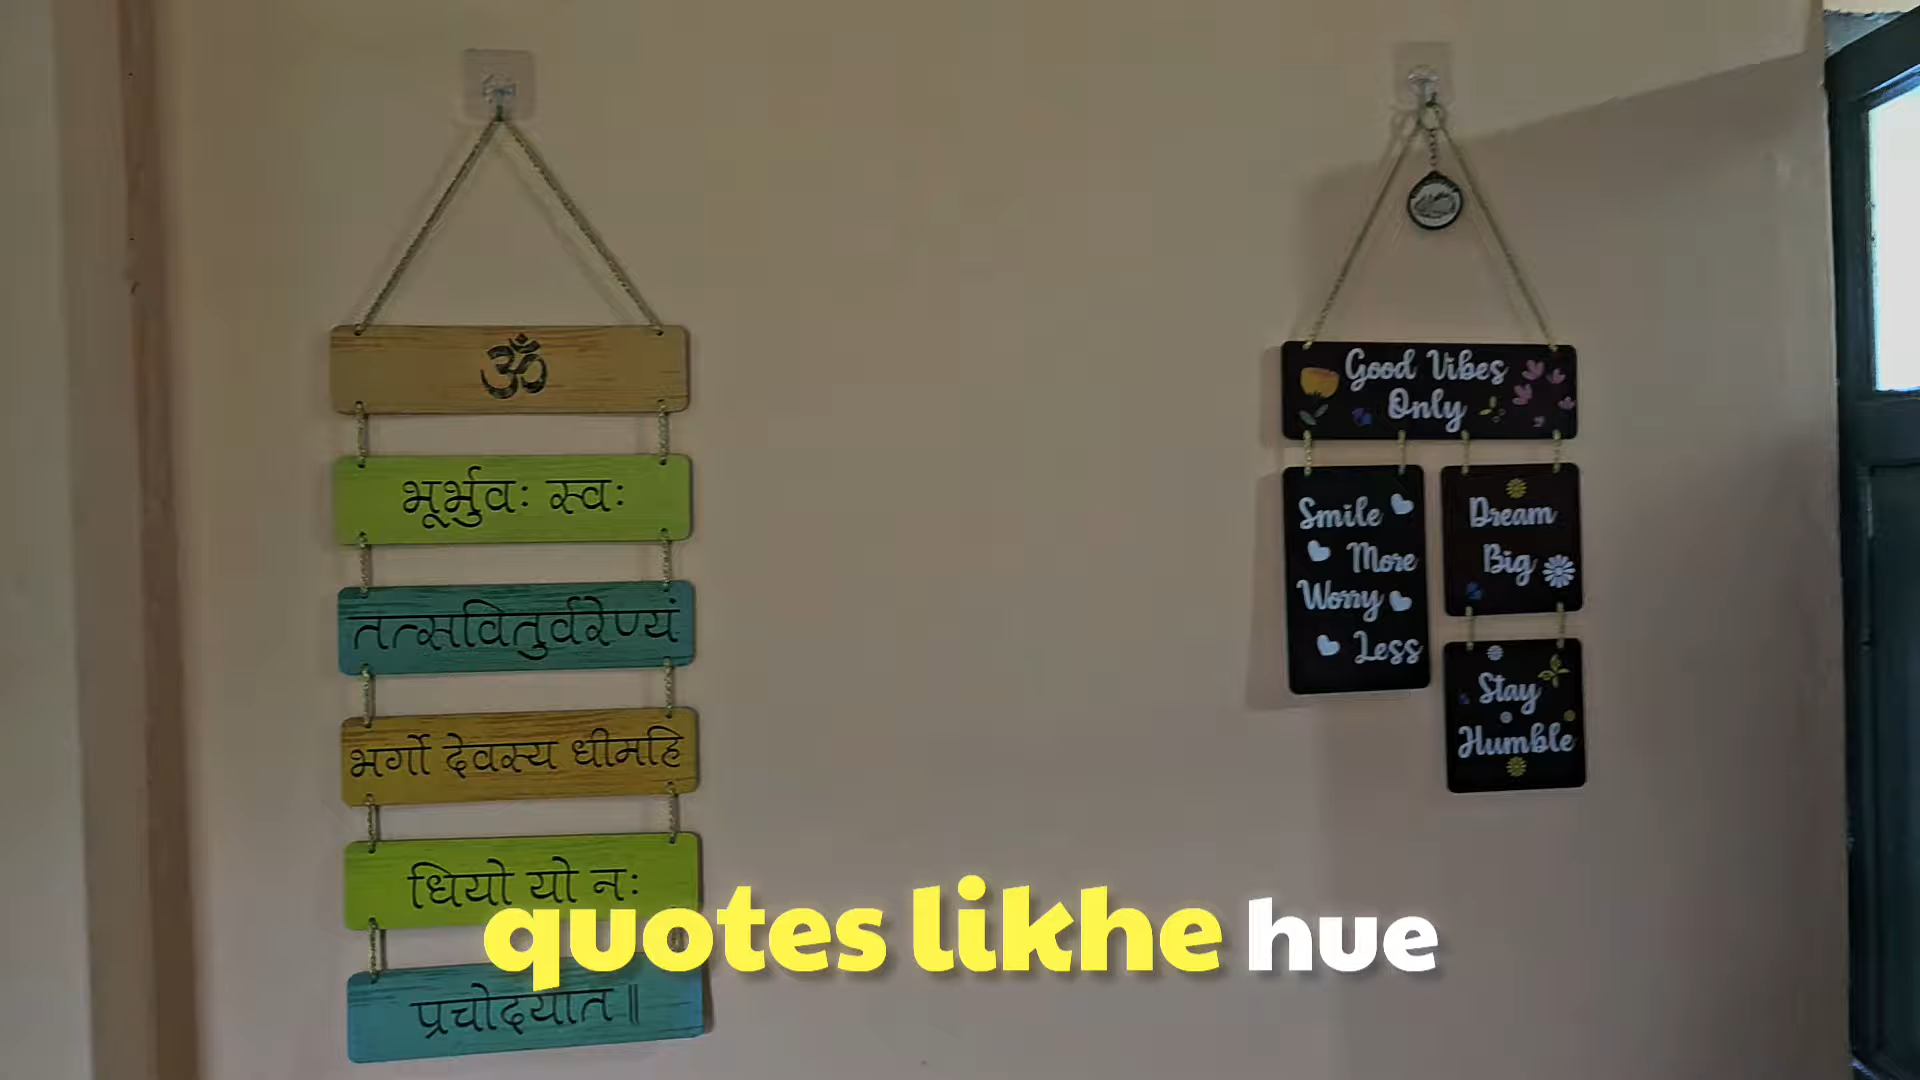 ॐ
भूर्भुवः स्वः
तत्सवितुर्वरेण्यं
भर्गो देवस्य धीमहि
धियो यो नः
प्रचोदयात॥
Good Vibes
Only
Smile
More
Worry
Less
Dream
Big
Stay
Humble
quotes likhe hue